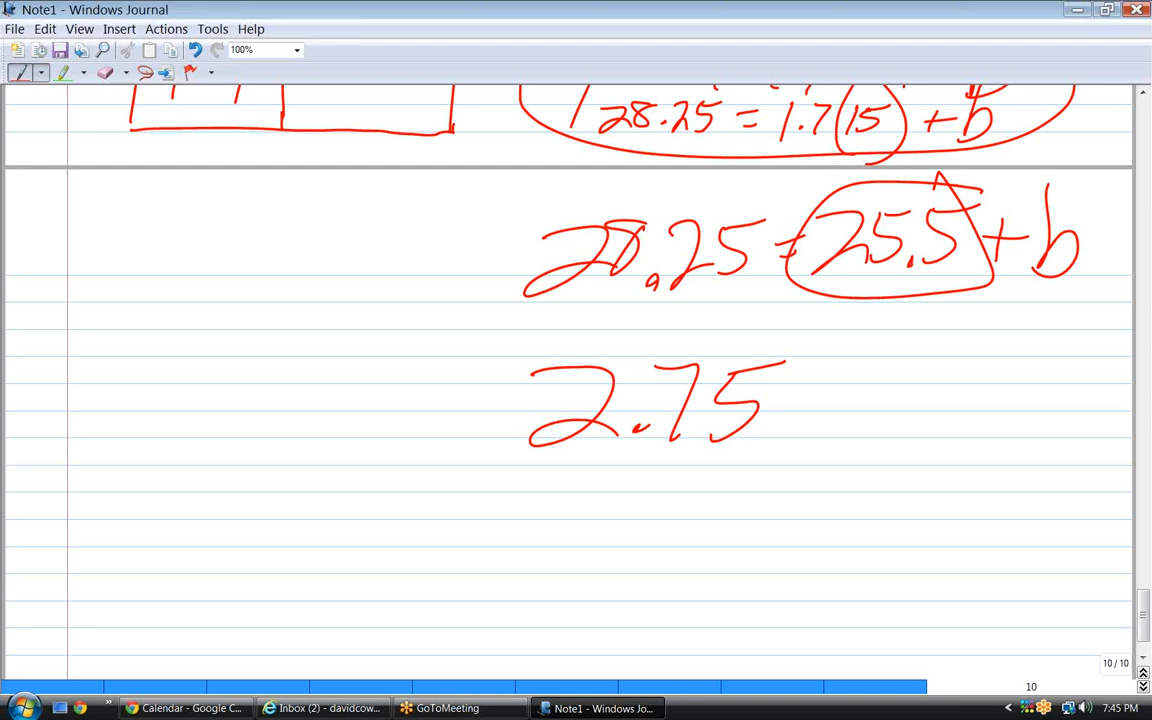 Note1 - Windows Journal
File Edit View Insert Actions Tools Help
100%
28.25 = 1.7(15) + b
28.25 = 25.5 + b
2.75
10 / 10
10
Calendar - Google C...
Inbox (2) - davidcow...
GoToMeeting
Note1 - Windows Jo...
7:45 PM